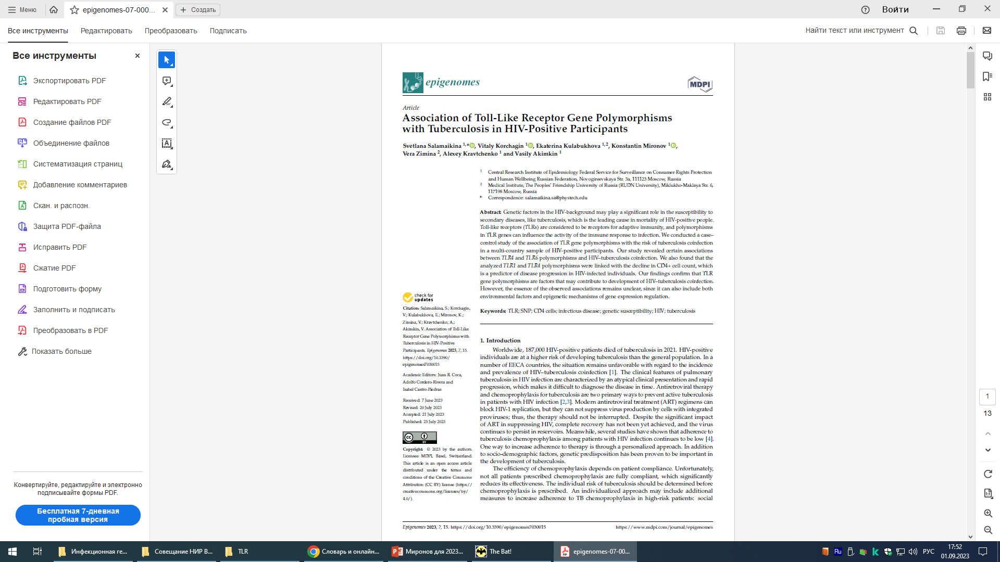 Меню
epigenomes-07-000...
Создать
Войти
Все инструменты
Редактировать
Преобразовать
Подписать
Найти текст или инструмент
Все инструменты
Экспортировать PDF
Редактировать PDF
Создание файлов PDF
Объединение файлов
Систематизация страниц
Добавление комментариев
Скан. и распозн.
Защита PDF-файла
Исправить PDF
Сжатие PDF
Подготовить форму
Заполнить и подписать
Преобразовать в PDF
Показать больше
Конвертируйте, редактируйте и электронно
подписывайте формы PDF.
Бесплатная 7-дневная
пробная версия
epigenomes
MDPI
Article
Association of Toll-Like Receptor Gene Polymorphisms
with Tuberculosis in HIV-Positive Participants
Svetlana Salamaikina 1,*, Vitaly Korchagin 1, Ekaterina Kulabukhova 1,2, Konstantin Mironov 1,
Vera Zimina 2, Alexey Kravtchenko 1 and Vasily Akimkin 1
1 Central Research Institute of Epidemiology Federal Service for Surveillance on Consumer Rights Protection
and Human Wellbeing Russian Federation, Novogireevskaya Str. 3a, 111123 Moscow, Russia
2 Medical Institute, The Peoples' Friendship University of Russia (RUDN University), Miklukho-Maklaya Str. 6,
117198 Moscow, Russia
* Correspondence: salamaikina.sa@phystech.edu
Abstract: Genetic factors in the HIV-background may play a significant role in the susceptibility to
secondary diseases, like tuberculosis, which is the leading cause in mortality of HIV-positive people.
Toll-like receptors (TLRs) are considered to be receptors for adaptive immunity, and polymorphisms
in TLR genes can influence the activity of the immune response to infection. We conducted a case–
control study of the association of TLR gene polymorphisms with the risk of tuberculosis coinfection
in a multi-country sample of HIV-positive participants. Our study revealed certain associations
between TLR4 and TLR6 polymorphisms and HIV–tuberculosis coinfection. We also found that the
analyzed TLR1 and TLR4 polymorphisms were linked with the decline in CD4+ cell count, which
is a predictor of disease progression in HIV-infected individuals. Our findings confirm that TLR
gene polymorphisms are factors that may contribute to development of HIV–tuberculosis coinfection.
However, the essence of the observed associations remains unclear, since it can also include both
environmental factors and epigenetic mechanisms of gene expression regulation.
Keywords: TLR; SNP; CD4 cells; infectious disease; genetic susceptibility; HIV; tuberculosis
check for
updates
Citation: Salamaikina, S.; Korchagin,
V.; Kulabukhova, E.; Mironov, K.;
Zimina, V.; Kravtchenko, A.;
Akimkin, V. Association of Toll-Like
Receptor Gene Polymorphisms with
Tuberculosis in HIV-Positive
Participants. Epigenomes 2023, 7, 15.
https://doi.org/10.3390/
epigenomes7030015
Academic Editors: Juan R. Coca,
Adolfo Cordero-Rivera and
Isabel Castro-Piedras
Received: 7 June 2023
Revised: 20 July 2023
Accepted: 21 July 2023
Published: 25 July 2023
cc
BY
Copyright: © 2023 by the authors.
Licensee MDPI, Basel, Switzerland.
This article is an open access article
distributed under the terms and
conditions of the Creative Commons
Attribution (CC BY) license (https://
creativecommons.org/licenses/by/
4.0/).
1. Introduction
Worldwide, 187,000 HIV-positive patients died of tuberculosis in 2021. HIV-positive
individuals are at a higher risk of developing tuberculosis than the general population. In a
number of EECA countries, the situation remains unfavorable with regard to the incidence
and prevalence of HIV–tuberculosis coinfection [1]. The clinical features of pulmonary
tuberculosis in HIV infection are characterized by an atypical clinical presentation and rapid
progression, which makes it difficult to diagnose the disease in time. Antiretroviral therapy
and chemoprophylaxis for tuberculosis are two primary ways to prevent active tuberculosis
in patients with HIV infection [2,3]. Modern antiretroviral treatment (ART) regimens can
block HIV-1 replication, but they can not suppress virus production by cells with integrated
proviruses; thus, the therapy should not be interrupted. Despite the significant impact
of ART in suppressing HIV, complete recovery has not been yet achieved, and the virus
continues to persist in reservoirs. Meanwhile, several studies have shown that adherence to
tuberculosis chemoprophylaxis among patients with HIV infection continues to be low [4].
One way to increase adherence to therapy is through a personalized approach. In addition
to socio-demographic factors, genetic predisposition has been proven to be important in
the development of tuberculosis.
The efficiency of chemoprophylaxis depends on patient compliance. Unfortunately,
not all patients prescribed chemoprophylaxis are fully compliant, which significantly
reduces its effectiveness. The individual risk of tuberculosis should be determined before
chemoprophylaxis is prescribed. An individualized approach may include additional
measures to increase adherence to TB chemoprophylaxis in high-risk patients: social
Epigenomes 2023, 7, 15. https://doi.org/10.3390/epigenomes7030015
https://www.mdpi.com/journal/epigenomes
1
13
Инфекционная ге...
Совещание НИР В...
TLR
Словарь и онлайн...
Миронов для 2023...
The Bat!
epigenomes-07-00...
Ru
РУС
17:52
01.09.2023